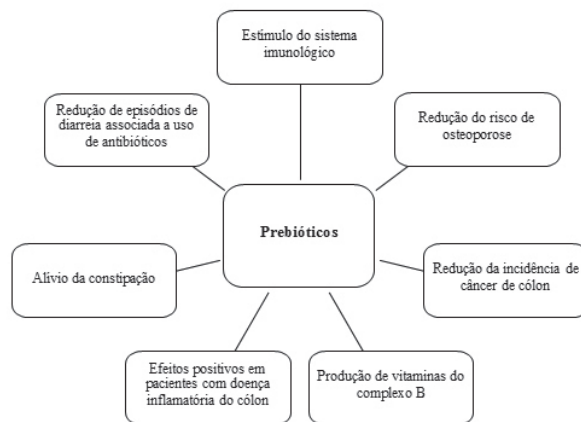 Estímulo do sistema
imunológico
Redução de episódios de
diarreia associada a uso
de antibióticos
Redução do risco de
osteoporose
Prebióticos
Alívio da constipação
Redução da incidência de
câncer de cólon
Efeitos positivos em
pacientes com doença
inflamatória do cólon
Produção de vitaminas do
complexo B